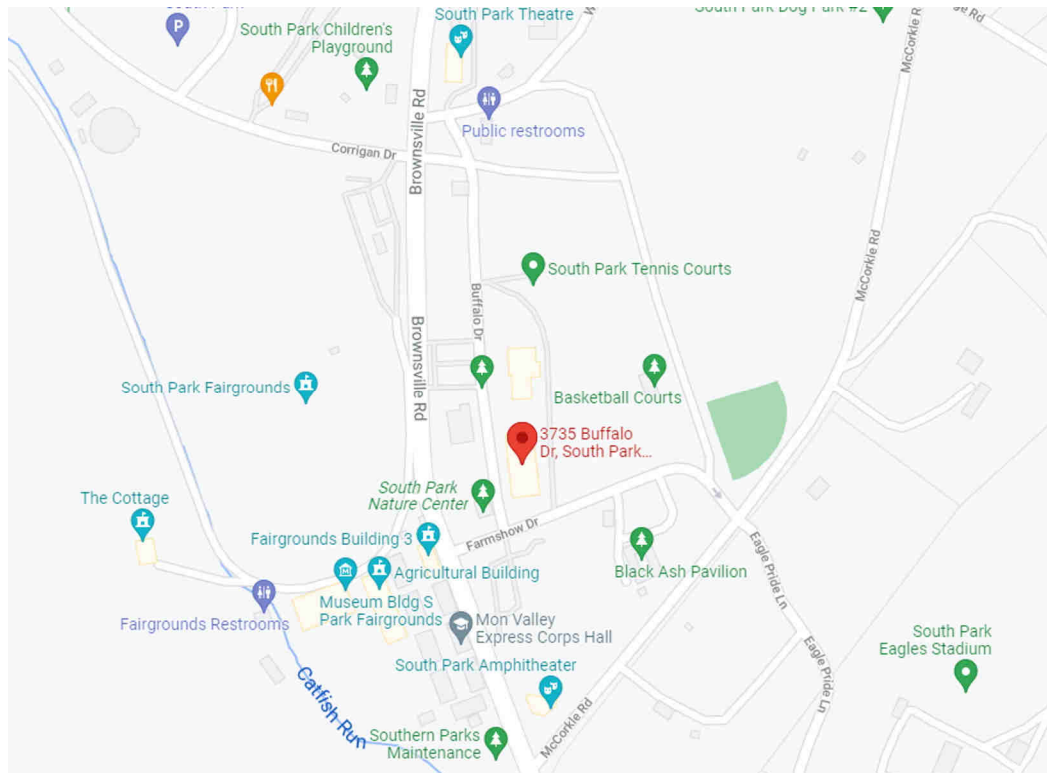 South Park
South Park Theatre
South Park Dog Park #2
McCorkle Rd
South Park Children's
Playground
Brownsville Rd
Public restrooms
Corrigan Dr
South Park Tennis Courts
McCorkle Rd
Buffalo Dr
Brownsville Rd
South Park Fairgrounds
Basketball Courts
3735 Buffalo
Dr, South Park...
South Park
Nature Center
The Cottage
Farmshow Dr
Fairgrounds Building 3
Agricultural Building
Black Ash Pavilion
Eagle Pride Ln
Museum Bldg S
Park Fairgrounds
Fairgrounds Restrooms
Mon Valley
Express Corps Hall
South Park
Eagles Stadium
Eagle Pride Ln
South Park Amphitheater
Catfish Run
McCorkle Rd
Southern Parks
Maintenance